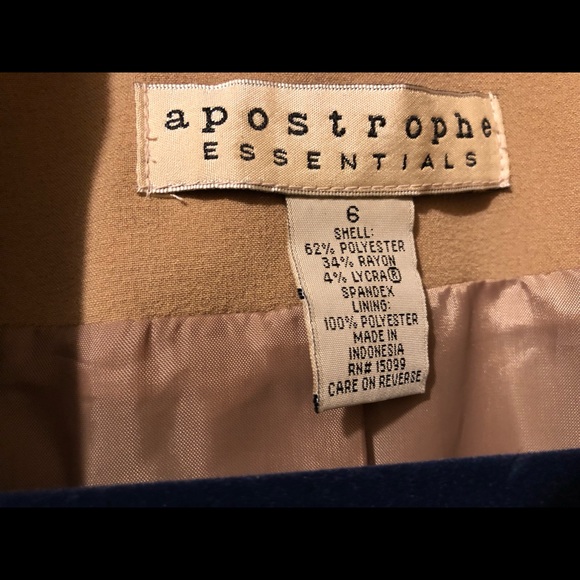 apostrophe
ESSENTIALS
6
SHELL:
62% POLYESTER
34% RAYON
4% LYCRA®
SPANDEX
LINING:
100% POLYESTER
MADE IN
INDONESIA
RN# 15099
CARE ON REVERSE